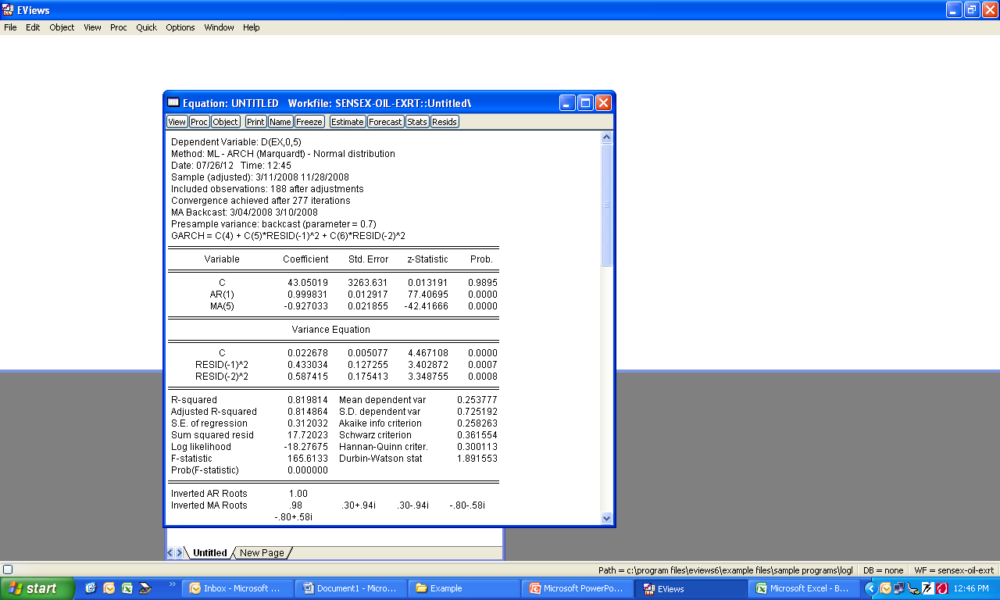 EViews
File Edit Object View Proc Quick Options Window Help
Equation: UNTITLED Workfile: SENSEX-OIL-EXRT::Untitled\
View Proc Object Print Name Freeze Estimate Forecast Stats Resids
Dependent Variable: D(EX,0,5)
Method: ML - ARCH (Marquardt) - Normal distribution
Date: 07/26/12 Time: 12:45
Sample (adjusted): 3/11/2008 11/28/2008
Included observations: 188 after adjustments
Convergence achieved after 277 iterations
MA Backcast: 3/04/2008 3/10/2008
Presample variance: backcast (parameter = 0.7)
GARCH = C(4) + C(5)*RESID(-1)^2 + C(6)*RESID(-2)^2
Variable Coefficient Std. Error z-Statistic Prob.
C 43.05019 3263.631 0.013191 0.9895
AR(1) 0.999831 0.012917 77.40695 0.0000
MA(5) -0.927033 0.021855 -42.41666 0.0000
Variance Equation
C 0.022678 0.005077 4.467108 0.0000
RESID(-1)^2 0.433034 0.127255 3.402872 0.0007
RESID(-2)^2 0.587415 0.175413 3.348755 0.0008
R-squared 0.819814 Mean dependent var 0.253777
Adjusted R-squared 0.814864 S.D. dependent var 0.725192
S.E. of regression 0.312032 Akaike info criterion 0.258263
Sum squared resid 17.72023 Schwarz criterion 0.361554
Log likelihood -18.27675 Hannan-Quinn criter. 0.300113
F-statistic 165.6133 Durbin-Watson stat 1.891553
Prob(F-statistic) 0.000000
Inverted AR Roots 1.00
Inverted MA Roots .98 .30+.94i .30-.94i -.80-.58i
-.80+.58i
Untitled New Page
Path = c:\program files\eviews6\example files\sample programs\logl DB = none WF = sensex-oil-exrt
start Inbox - Microsoft ... Document1 - Micro... Example Microsoft PowerPo... EViews Microsoft Excel - B... 12:46 PM